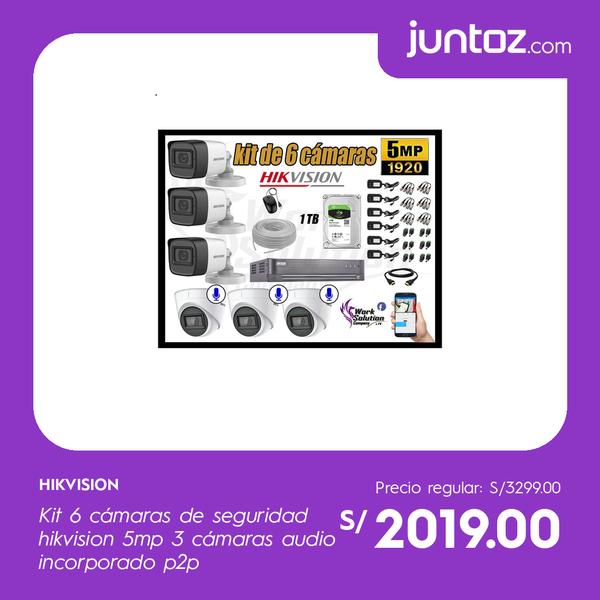 juntoz.com
kit de 6 cámaras
5MP
1920
HIKVISION
1 TB
Work
Solution
Company
HIKVISION
Kit 6 cámaras de seguridad
hikvision 5mp 3 cámaras audio
incorporado p2p
Precio regular: S/3299.00
S/ 2019.00